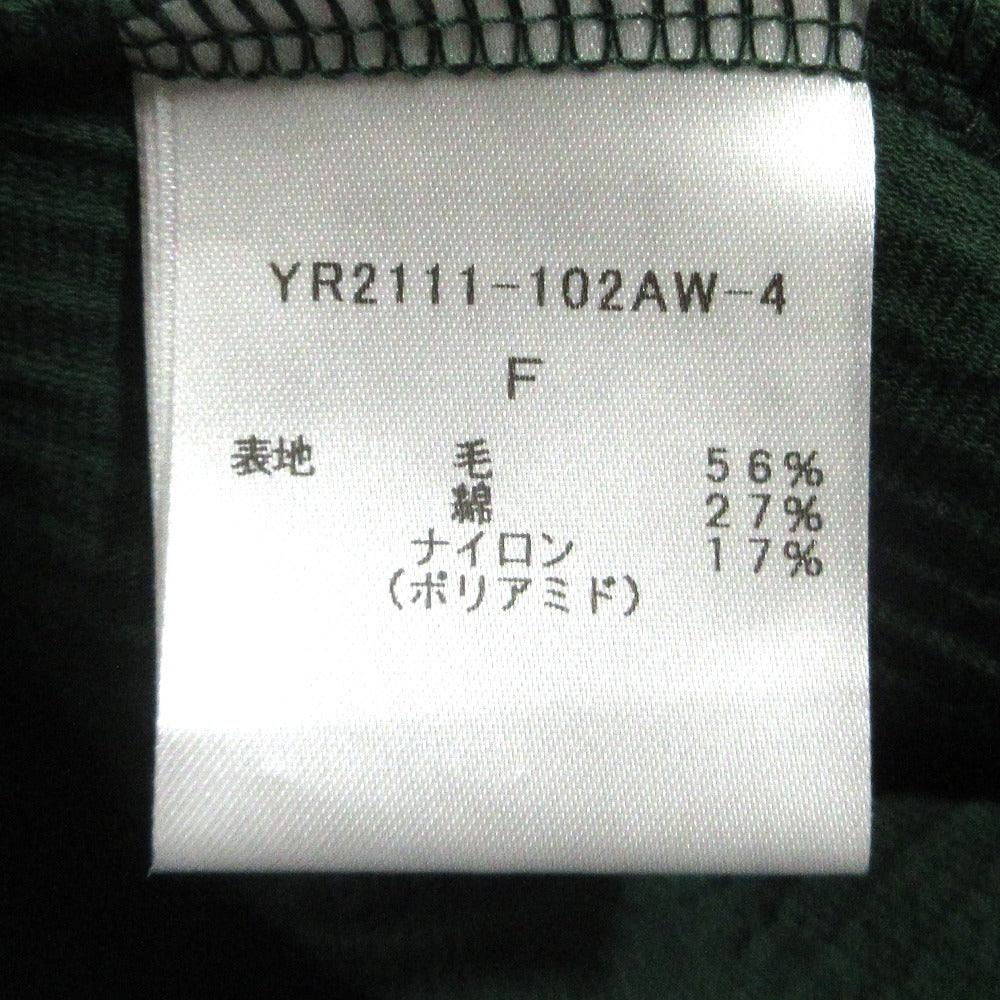 YR2111-102AW-4
F
表地 毛 56%
綿 27%
ナイロン 17%
(ポリアミド)